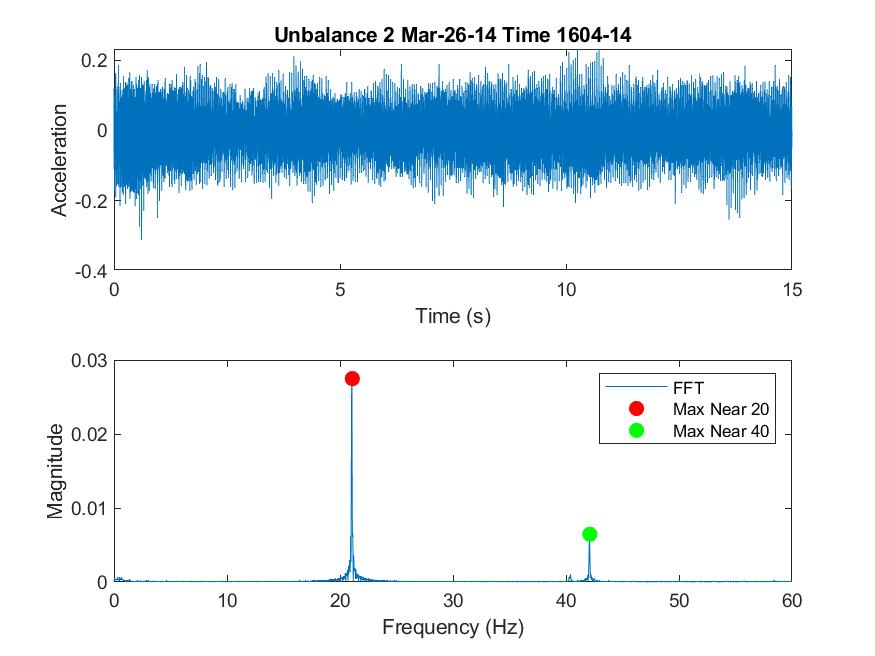 Unbalance 2 Mar-26-14 Time 1604-14
0.2
0
-0.2
-0.4
Acceleration
0 5 10 15
Time (s)
0.03
0.02
0.01
0
Magnitude
FFT
Max Near 20
Max Near 40
0 10 20 30 40 50 60
Frequency (Hz)